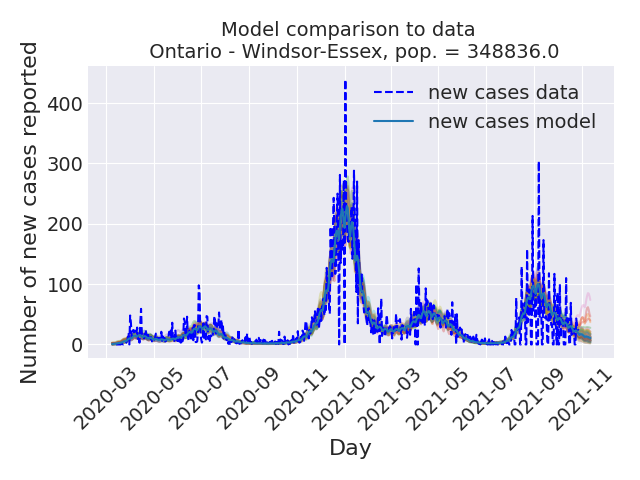 Model comparison to data
Ontario - Windsor-Essex, pop. = 348836.0
Number of new cases reported
400
300
200
100
0
new cases data
new cases model
2020-03
2020-05
2020-07
2020-09
2020-11
2021-01
2021-03
2021-05
2021-07
2021-09
2021-11
Day